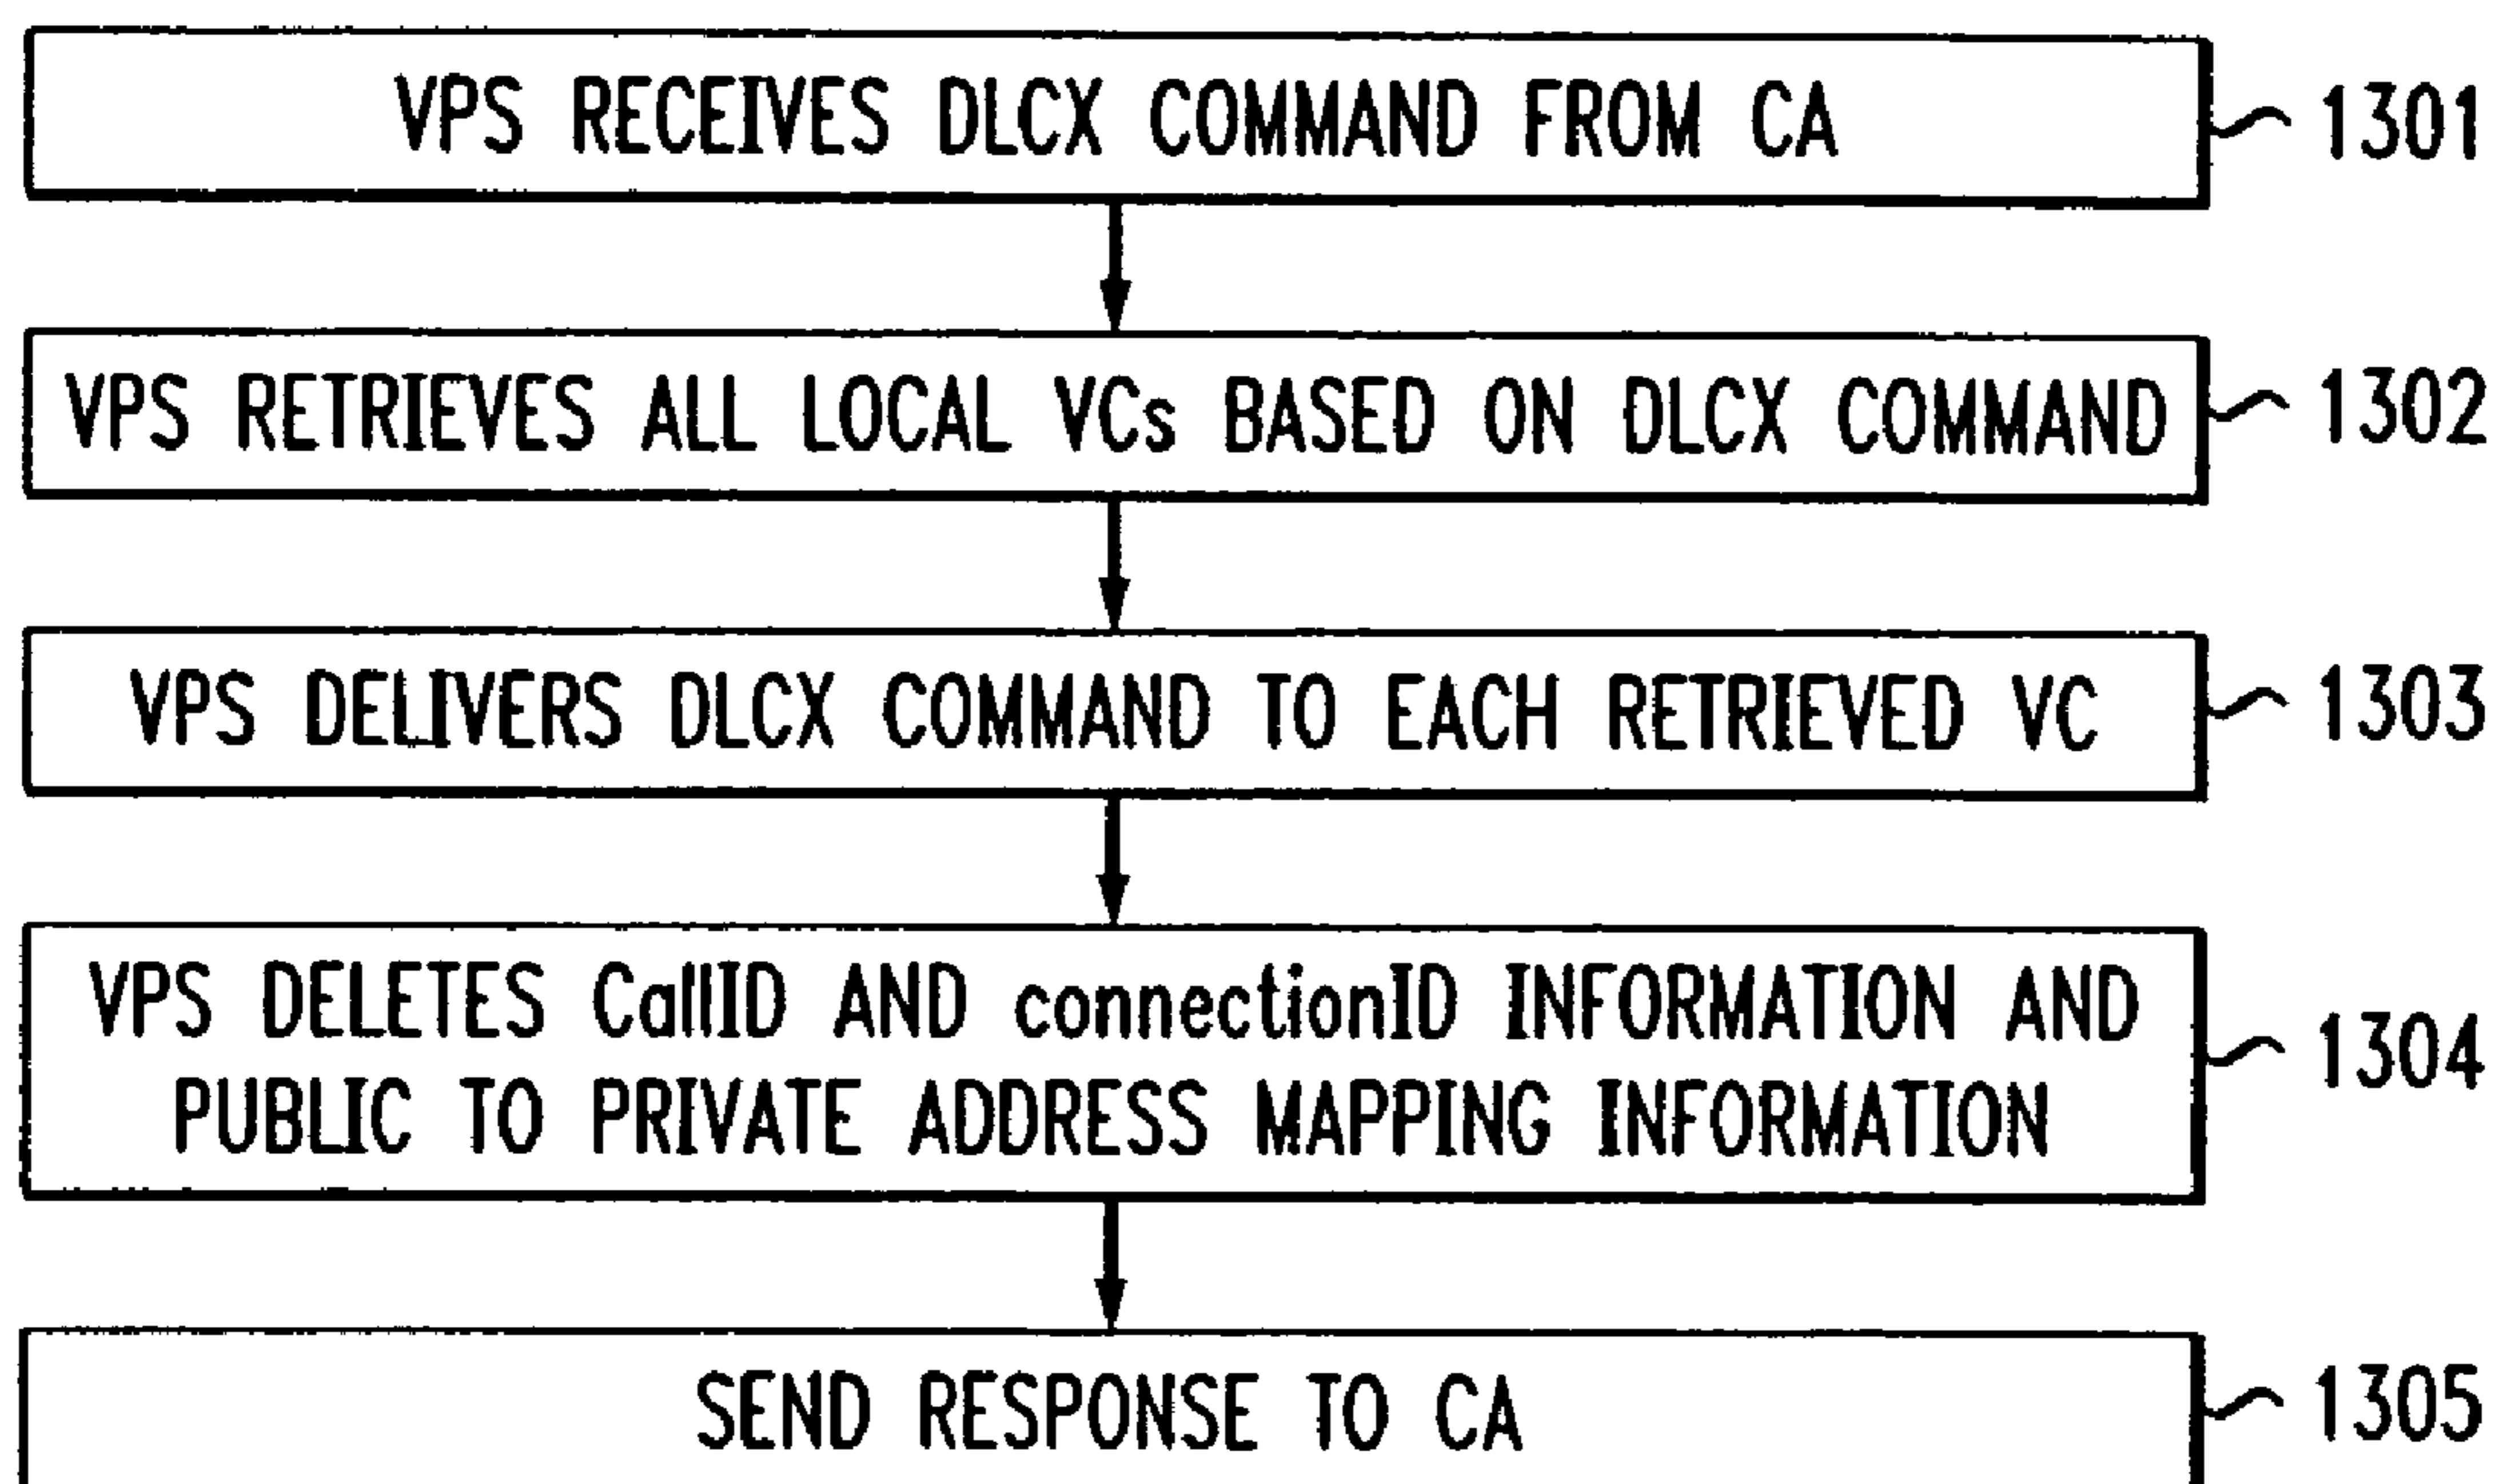 VPS RECEIVES DLCX COMMAND FROM CA
1301
VPS RETRIEVES ALL LOCAL VCs BASED ON DLCX COMMAND
1302
VPS DELIVERS DLCX COMMAND TO EACH RETRIEVED VC
1303
VPS DELETES CallID AND connectionID INFORMATION AND
PUBLIC TO PRIVATE ADDRESS MAPPING INFORMATION
1304
SEND RESPONSE TO CA
1305